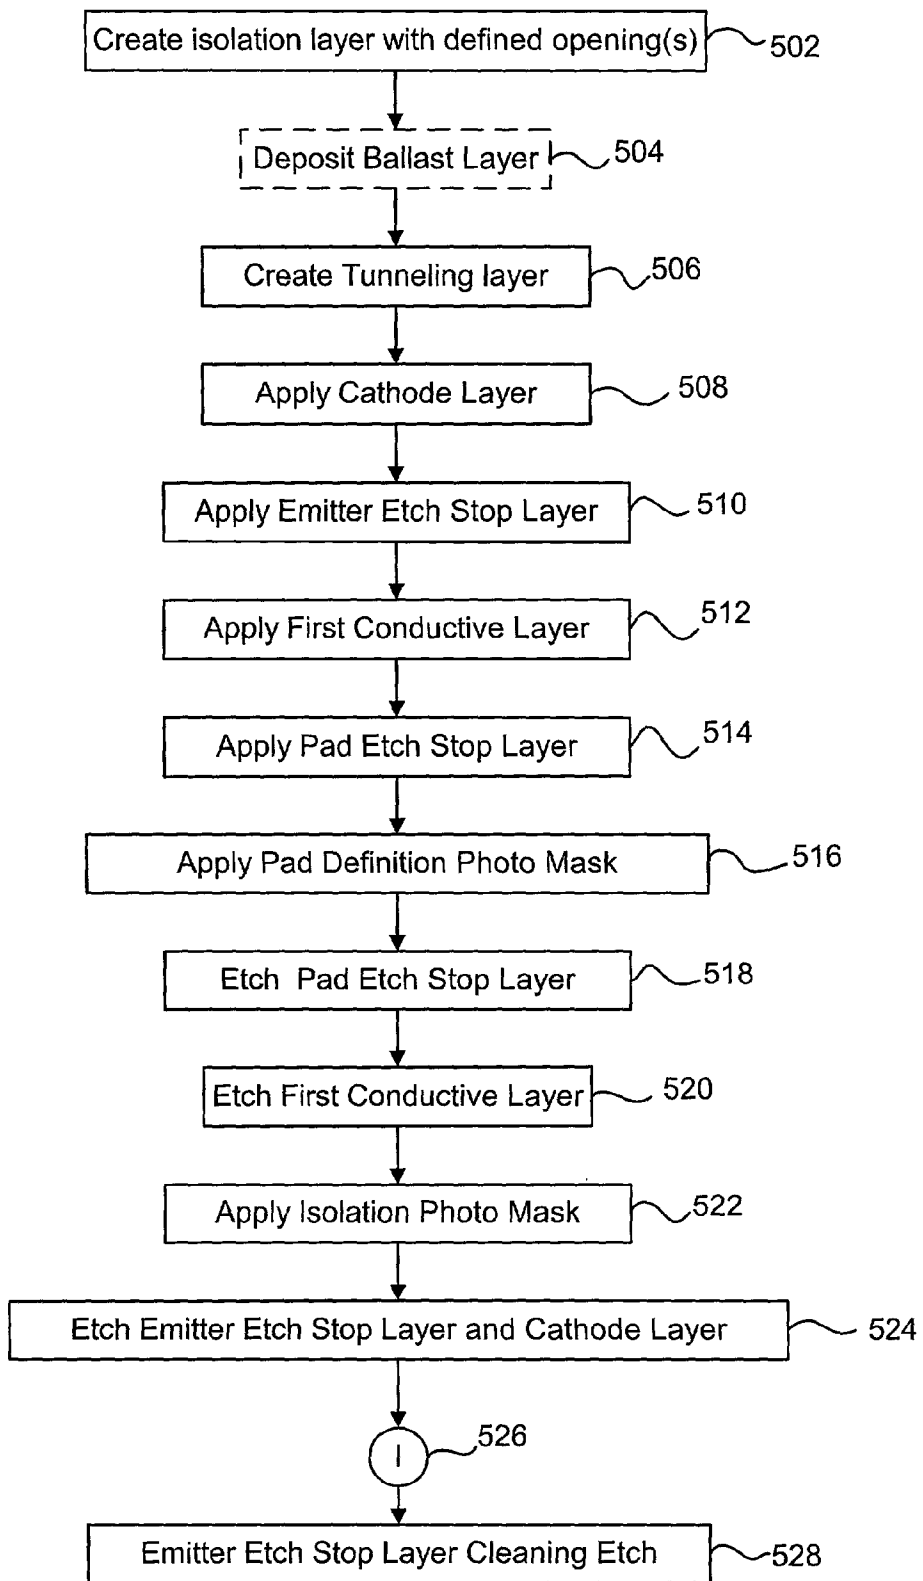 Create isolation layer with defined opening(s) 502
Deposit Ballast Layer 504
Create Tunneling layer 506
Apply Cathode Layer 508
Apply Emitter Etch Stop Layer 510
Apply First Conductive Layer 512
Apply Pad Etch Stop Layer 514
Apply Pad Definition Photo Mask 516
Etch Pad Etch Stop Layer 518
Etch First Conductive Layer 520
Apply Isolation Photo Mask 522
Etch Emitter Etch Stop Layer and Cathode Layer 524
I 526
Emitter Etch Stop Layer Cleaning Etch 528